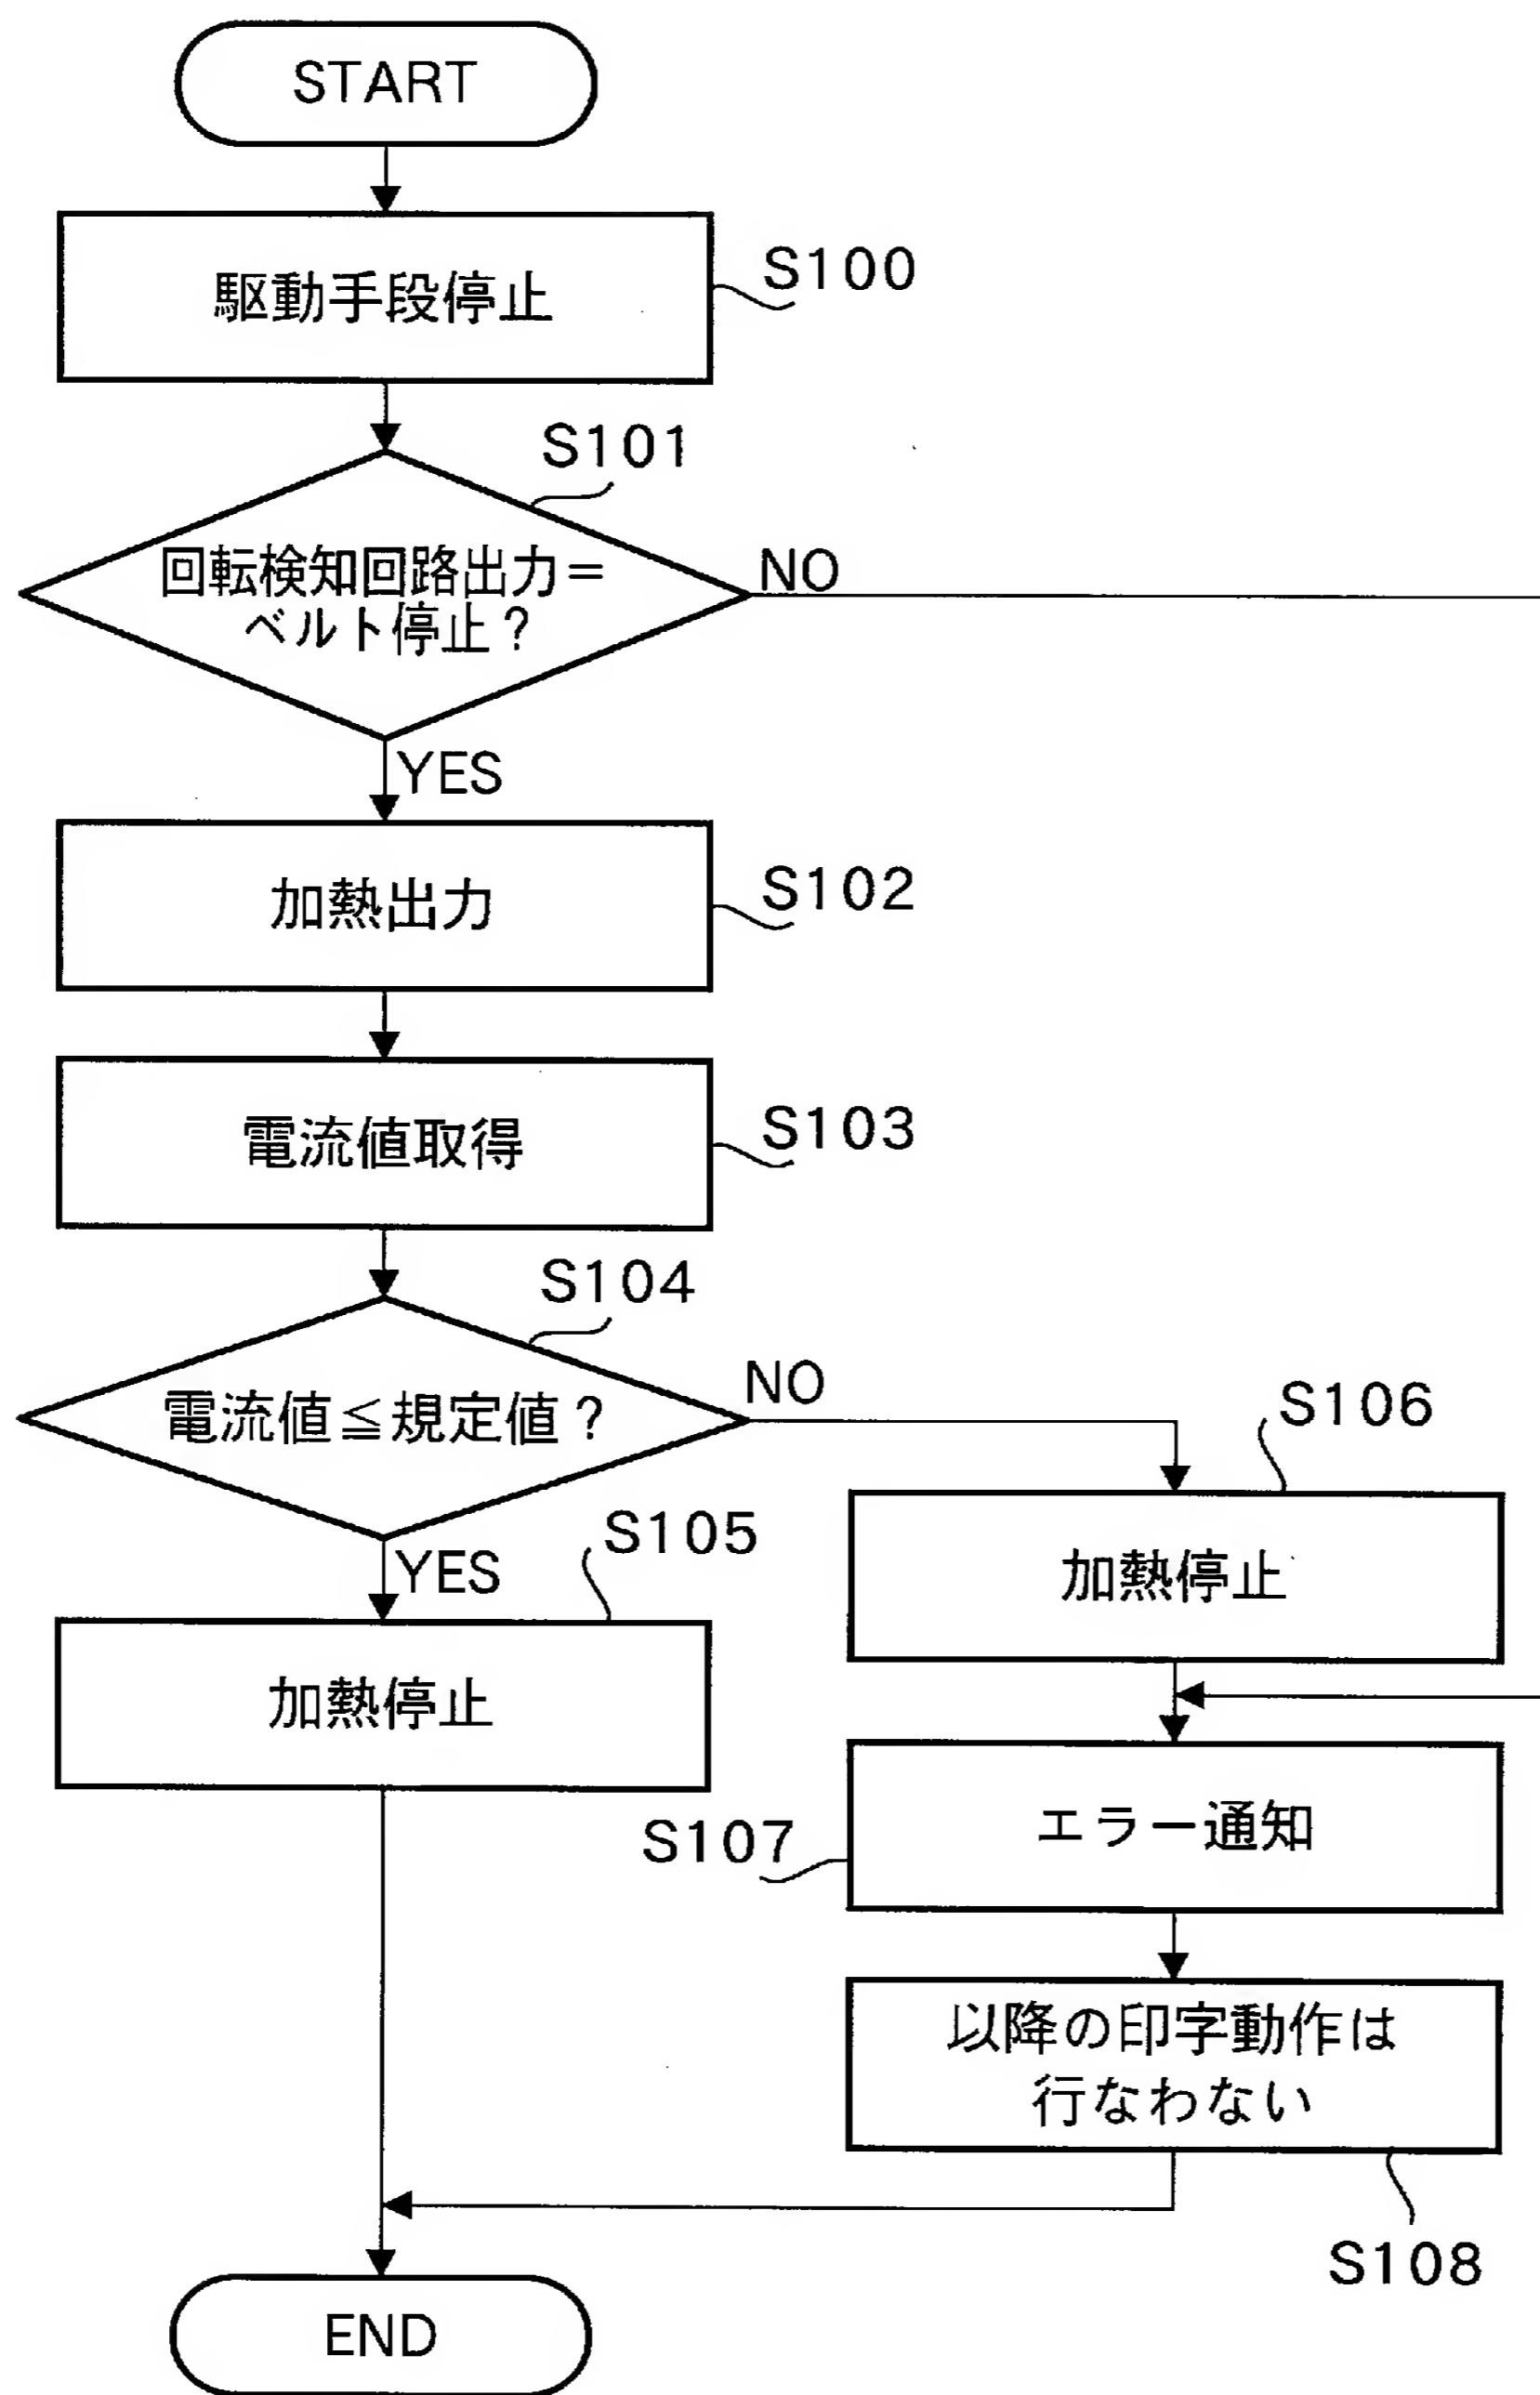 START
駆動手段停止
S100
S101
回転検知回路出力＝
ベルト停止？
NO
YES
加熱出力
S102
電流値取得
S103
S104
電流値≦規定値？
NO
YES
S105
加熱停止
S106
加熱停止
S107
エラー通知
以降の印字動作は
行なわない
S108
END